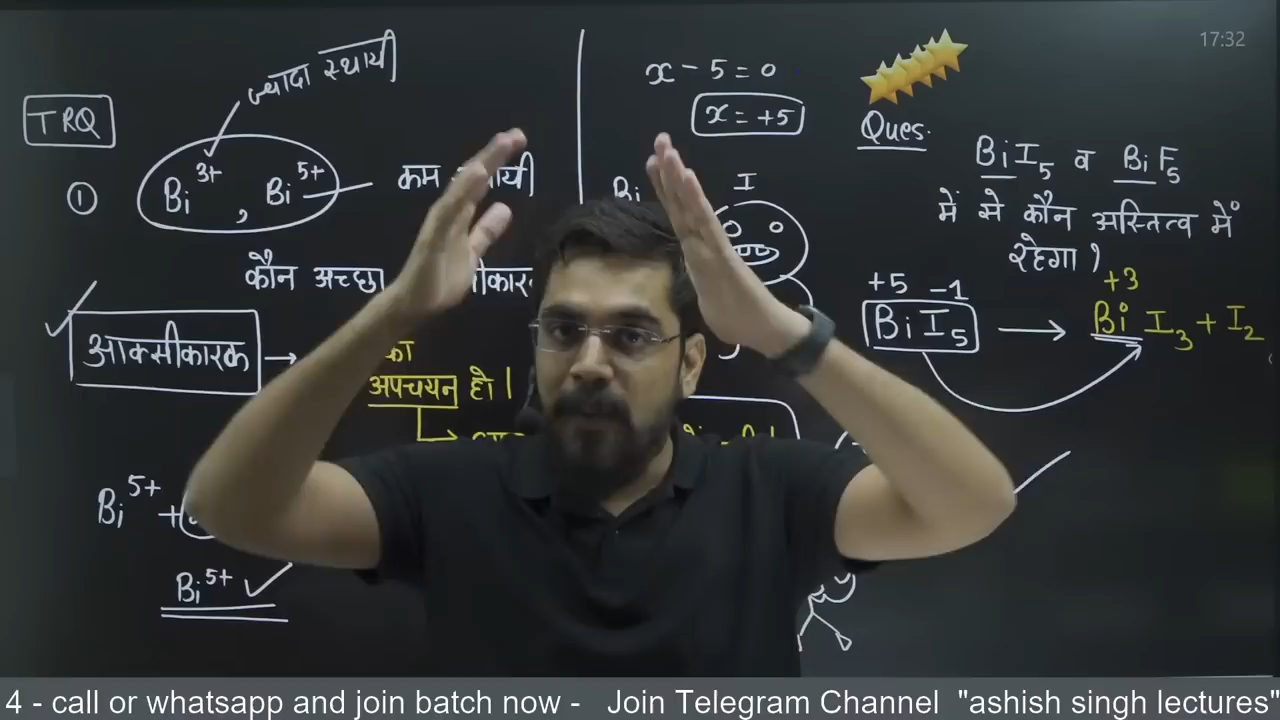 17:32
TRQ
ज्यादा स्थायी
① Bi³⁺, Bi⁵⁺
कम
कौन अच्छा
आक्सीकारक →
का
अपचयन हो।
Bi⁵⁺ +
Bi⁵⁺ ✓
x - 5 = 0
x = +5
Bi I
Ques.
BiI₅ व BiF₅
में से कौन अस्तित्व में
रहेगा?
+5 -1 +3
BiI₅ → BiI₃ + I₂
4 - call or whatsapp and join batch now - Join Telegram Channel "ashish singh lectures"